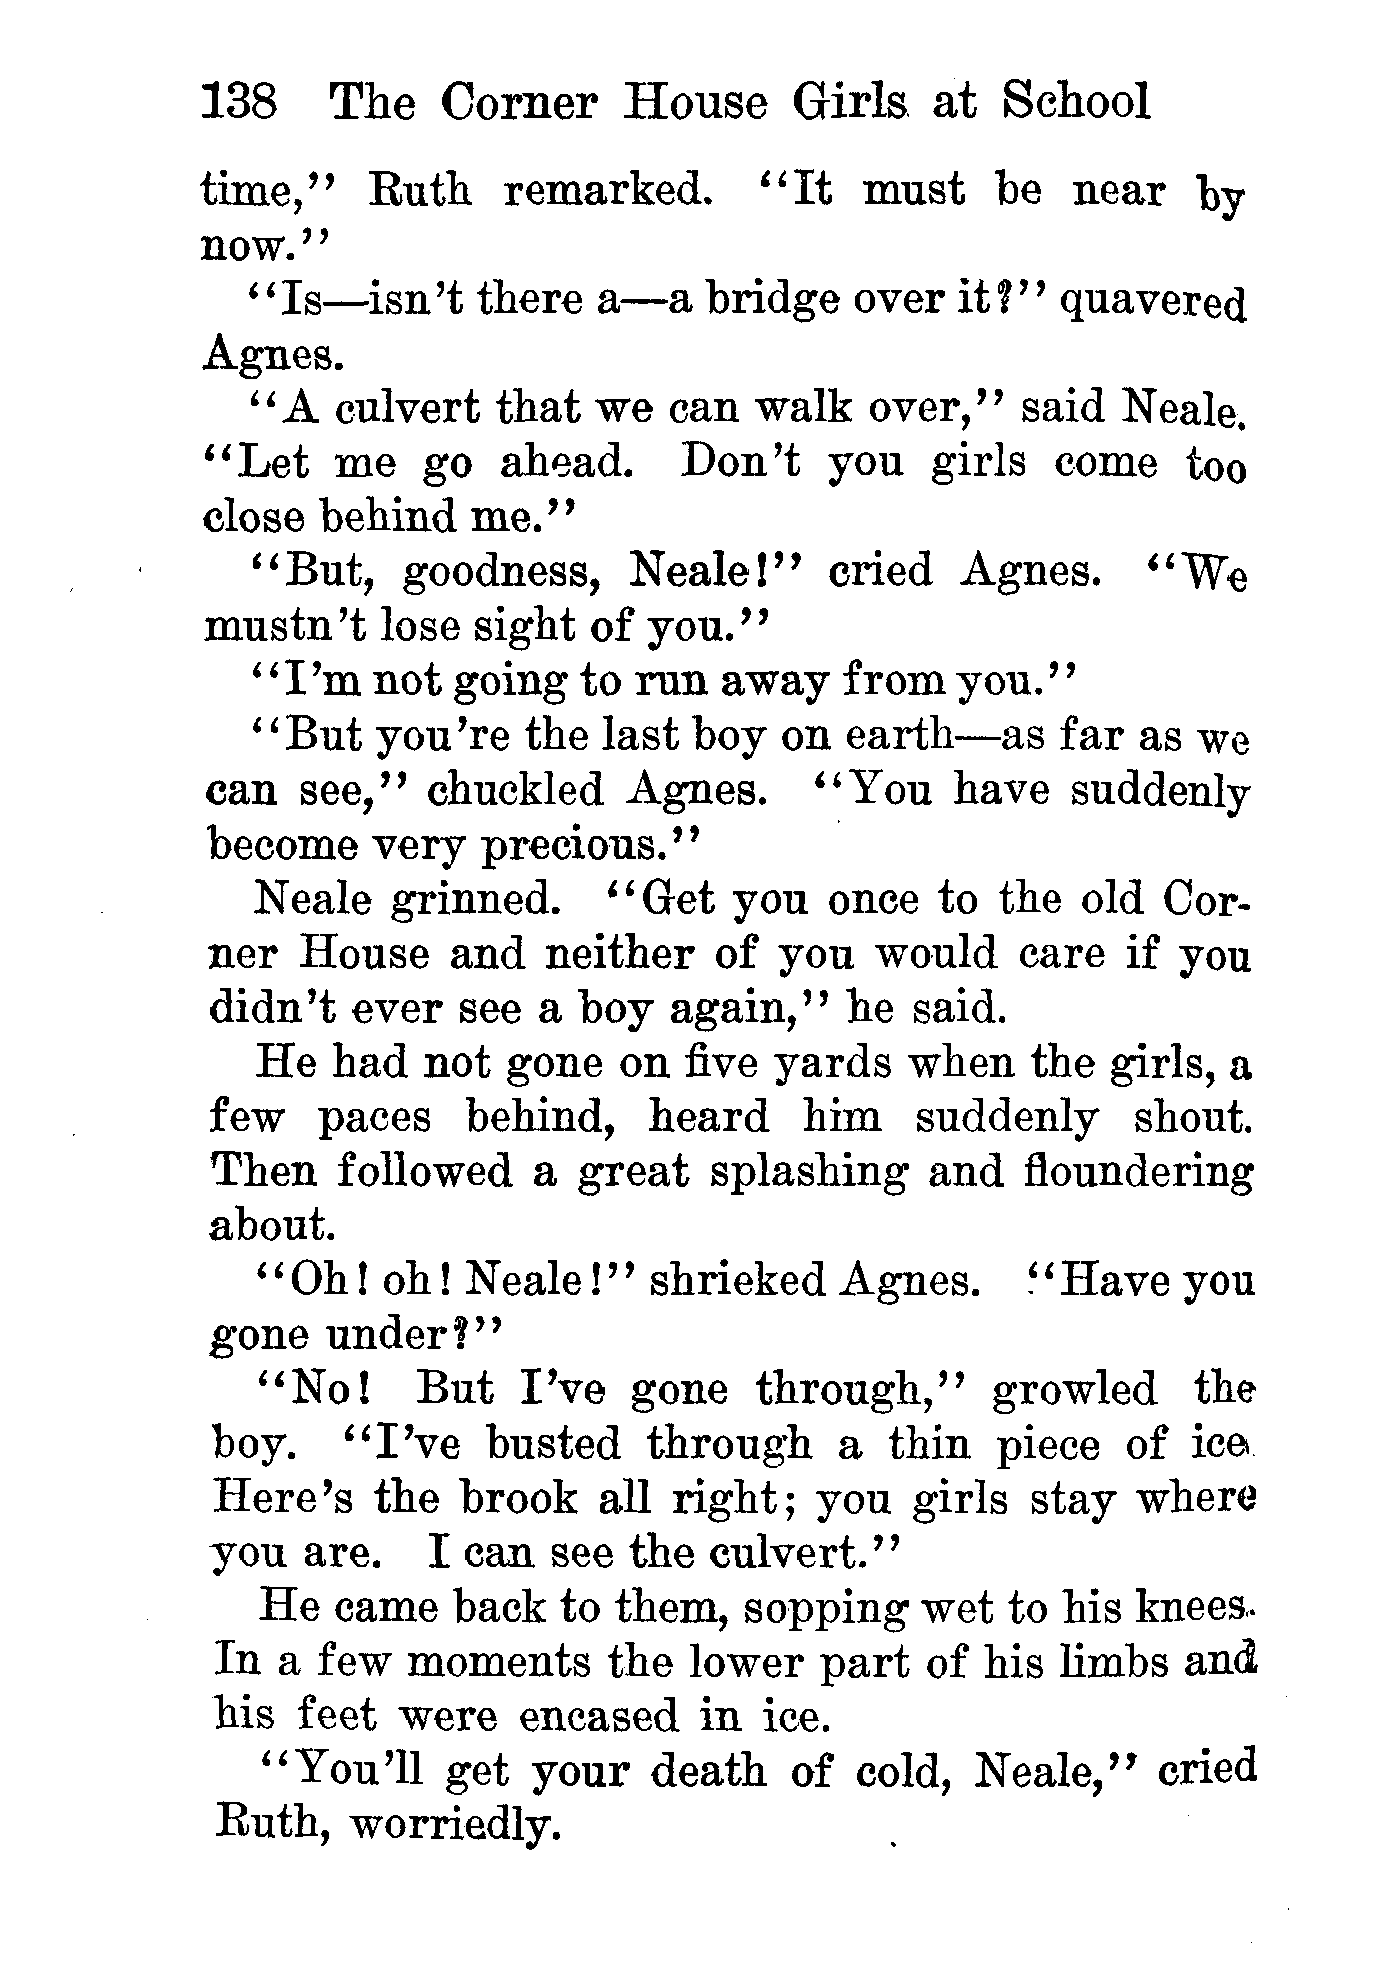 138 The Corner House Girls at School
time,” Ruth remarked. “It must be near by
now.”
“Is—isn't there a—a bridge over it?” quavered
Agnes.
“A culvert that we can walk over,” said Neale.
“Let me go ahead. Don't you girls come too
close behind me.”
“But, goodness, Neale!” cried Agnes. “We
mustn't lose sight of you.”
“I'm not going to run away from you.”
“But you're the last boy on earth—as far as we
can see,” chuckled Agnes. “You have suddenly
become very precious.”
Neale grinned. “Get you once to the old Cor-
ner House and neither of you would care if you
didn't ever see a boy again,” he said.
He had not gone on five yards when the girls, a
few paces behind, heard him suddenly shout.
Then followed a great splashing and floundering
about.
“Oh! oh! Neale!” shrieked Agnes. “Have you
gone under?”
“No! But I've gone through,” growled the
boy. “I've busted through a thin piece of ice.
Here's the brook all right; you girls stay where
you are. I can see the culvert.”
He came back to them, sopping wet to his knees.
In a few moments the lower part of his limbs and
his feet were encased in ice.
“You'll get your death of cold, Neale,” cried
Ruth, worriedly.